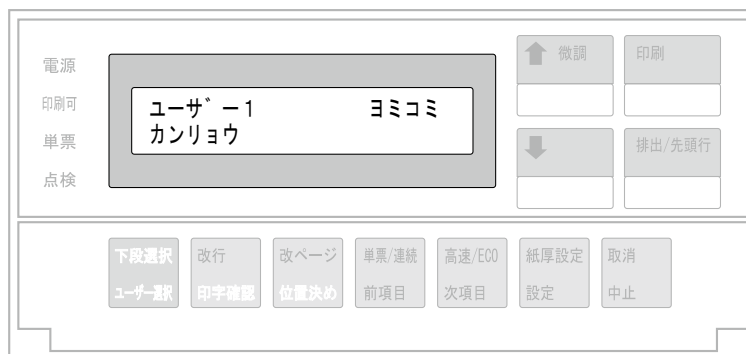 電源
印刷可
単票
点検
ユーザ゛ー1 ヨミコミ
カンリョウ
微調
印刷
排出/先頭行
下段選択
ユーザー選択
改行
印字確認
改ページ
位置決め
単票/連続
前項目
高速/ECO
次項目
紙厚設定
設定
取消
中止